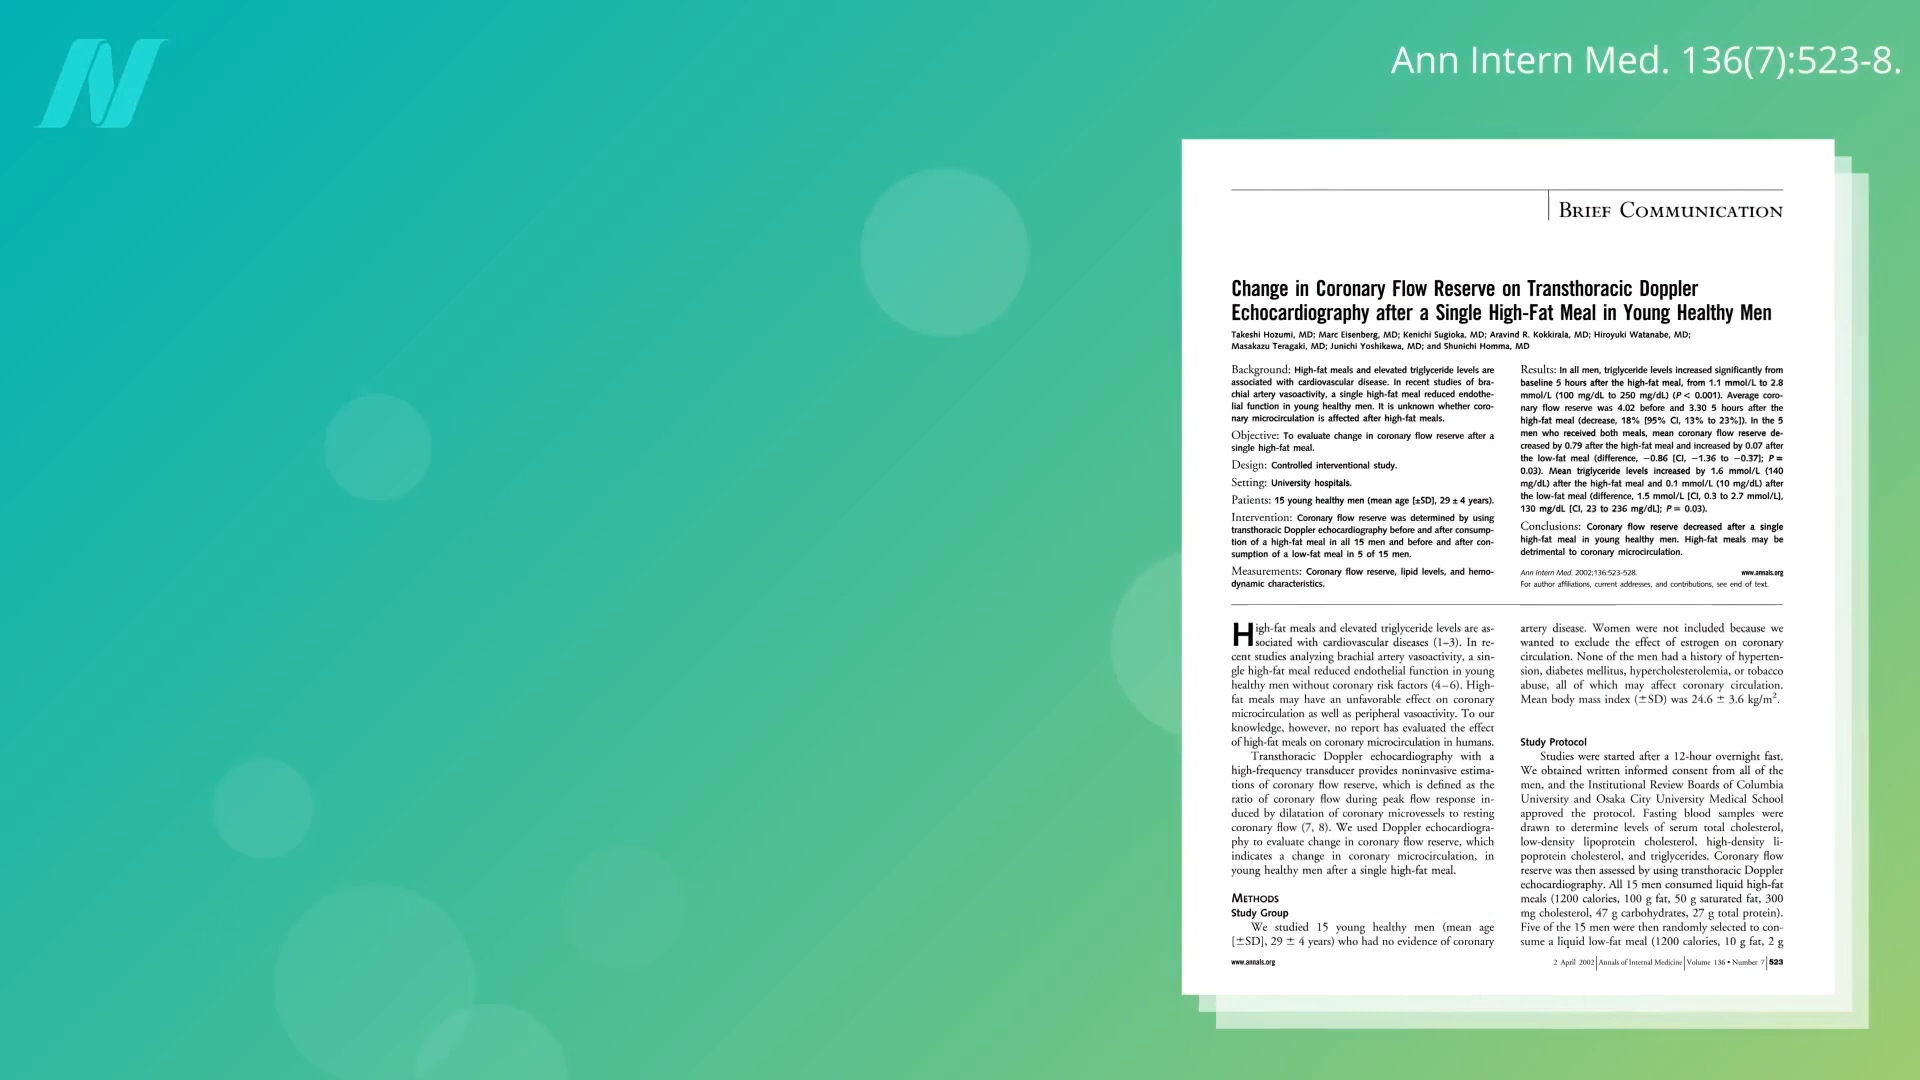 Ann Intern Med. 136(7):523-8.
BRIEF COMMUNICATION
Change in Coronary Flow Reserve on Transthoracic Doppler
Echocardiography after a Single High-Fat Meal in Young Healthy Men
Takeshi Hozumi, MD; Marc Eisenberg, MD; Kenichi Sugioka, MD; Aravind R. Kokkirala, MD; Hiroyuki Watanabe, MD;
Masakazu Teragaki, MD; Junichi Yoshikawa, MD; and Shunichi Homma, MD
Background: High-fat meals and elevated triglyceride levels are
associated with cardiovascular disease. In recent studies of bra-
chial artery vasoactivity, a single high-fat meal reduced endothe-
lial function in young healthy men. It is unknown whether coro-
nary microcirculation is affected after high-fat meals.
Objective: To evaluate change in coronary flow reserve after a
single high-fat meal.
Design: Controlled interventional study.
Setting: University hospitals.
Patients: 15 young healthy men (mean age [±SD], 29 ± 4 years).
Intervention: Coronary flow reserve was determined by using
transthoracic Doppler echocardiography before and after consump-
tion of a high-fat meal in all 15 men and before and after con-
sumption of a low-fat meal in 5 of 15 men.
Measurements: Coronary flow reserve, lipid levels, and hemo-
dynamic characteristics.
Results: In all men, triglyceride levels increased significantly from
baseline 5 hours after the high-fat meal, from 1.1 mmol/L to 2.8
mmol/L (100 mg/dL to 250 mg/dL) (P < 0.001). Average coro-
nary flow reserve was 4.02 before and 3.30 5 hours after the
high-fat meal (decrease, 18% [95% CI, 13% to 23%]). In the 5
men who received both meals, mean coronary flow reserve de-
creased by 0.79 after the high-fat meal and increased by 0.07 after
the low-fat meal (difference, −0.86 [CI, −1.36 to −0.37]; P =
0.03). Mean triglyceride levels increased by 1.6 mmol/L (140
mg/dL) after the high-fat meal and 0.1 mmol/L (10 mg/dL) after
the low-fat meal (difference, 1.5 mmol/L [CI, 0.3 to 2.7 mmol/L],
130 mg/dL [CI, 23 to 236 mg/dL]; P = 0.03).
Conclusions: Coronary flow reserve decreased after a single
high-fat meal in young healthy men. High-fat meals may be
detrimental to coronary microcirculation.
Ann Intern Med. 2002;136:523-528. www.annals.org
For author affiliations, current addresses, and contributions, see end of text.
High-fat meals and elevated triglyceride levels are as-
sociated with cardiovascular diseases (1–3). In re-
cent studies analyzing brachial artery vasoactivity, a sin-
gle high-fat meal reduced endothelial function in young
healthy men without coronary risk factors (4–6). High-
fat meals may have an unfavorable effect on coronary
microcirculation as well as peripheral vasoactivity. To our
knowledge, however, no report has evaluated the effect
of high-fat meals on coronary microcirculation in humans.
Transthoracic Doppler echocardiography with a
high-frequency transducer provides noninvasive estima-
tions of coronary flow reserve, which is defined as the
ratio of coronary flow during peak flow response in-
duced by dilatation of coronary microvessels to resting
coronary flow (7, 8). We used Doppler echocardiogra-
phy to evaluate change in coronary flow reserve, which
indicates a change in coronary microcirculation, in
young healthy men after a single high-fat meal.
METHODS
Study Group
We studied 15 young healthy men (mean age
[±SD], 29 ± 4 years) who had no evidence of coronary
artery disease. Women were not included because we
wanted to exclude the effect of estrogen on coronary
circulation. None of the men had a history of hyperten-
sion, diabetes mellitus, hypercholesterolemia, or tobacco
abuse, all of which may affect coronary circulation.
Mean body mass index (±SD) was 24.6 ± 3.6 kg/m².
Study Protocol
Studies were started after a 12-hour overnight fast.
We obtained written informed consent from all of the
men, and the Institutional Review Boards of Columbia
University and Osaka City University Medical School
approved the protocol. Fasting blood samples were
drawn to determine levels of serum total cholesterol,
low-density lipoprotein cholesterol, high-density li-
poprotein cholesterol, and triglycerides. Coronary flow
reserve was then assessed by using transthoracic Doppler
echocardiography. All 15 men consumed liquid high-fat
meals (1200 calories, 100 g fat, 50 g saturated fat, 300
mg cholesterol, 47 g carbohydrates, 27 g total protein).
Five of the 15 men were then randomly selected to con-
sume a liquid low-fat meal (1200 calories, 10 g fat, 2 g
www.annals.org
2 April 2002 | Annals of Internal Medicine | Volume 136 • Number 7 | 523